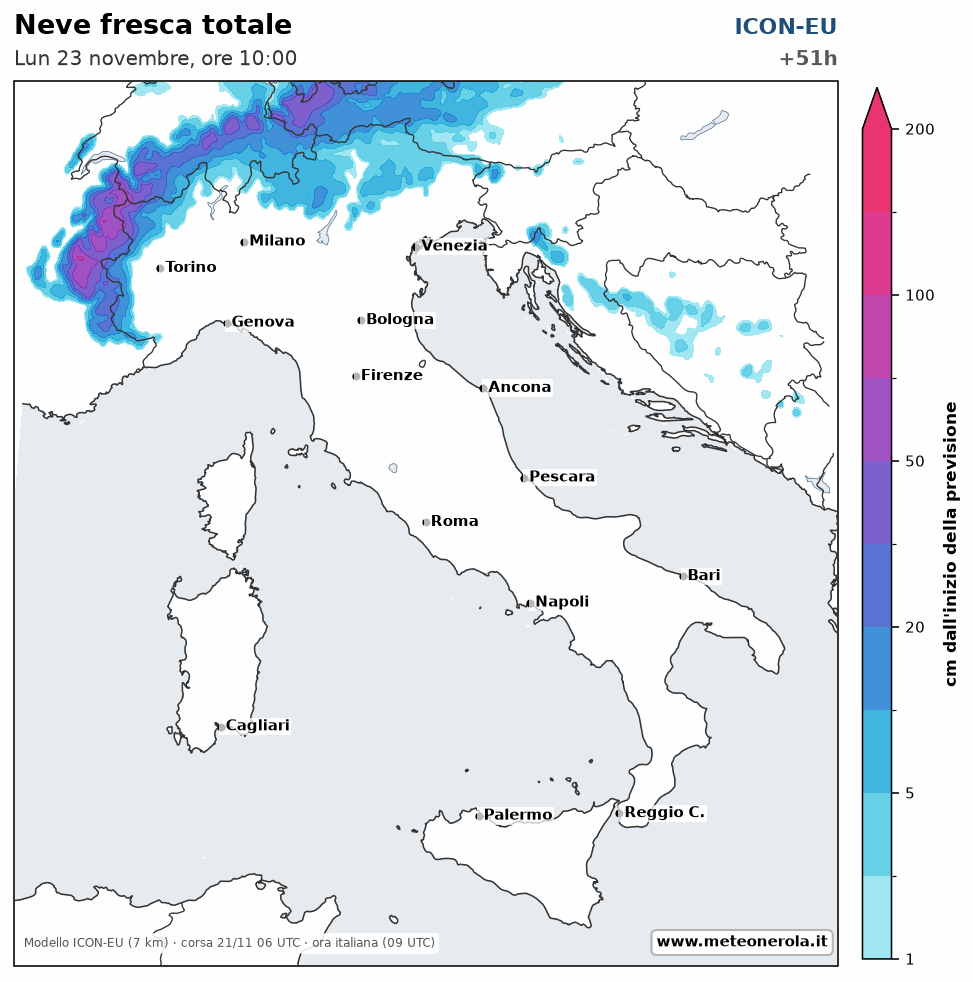 Neve fresca totale
ICON-EU
Lun 23 novembre, ore 10:00
+51h
200
100
50
20
5
1
cm dall'inizio della previsione
Milano
Venezia
Torino
Genova
Bologna
Firenze
Ancona
Pescara
Roma
Bari
Napoli
Cagliari
Palermo
Reggio C.
Modello ICON-EU (7 km) · corsa 21/11 06 UTC · ora italiana (09 UTC)
www.meteonerola.it